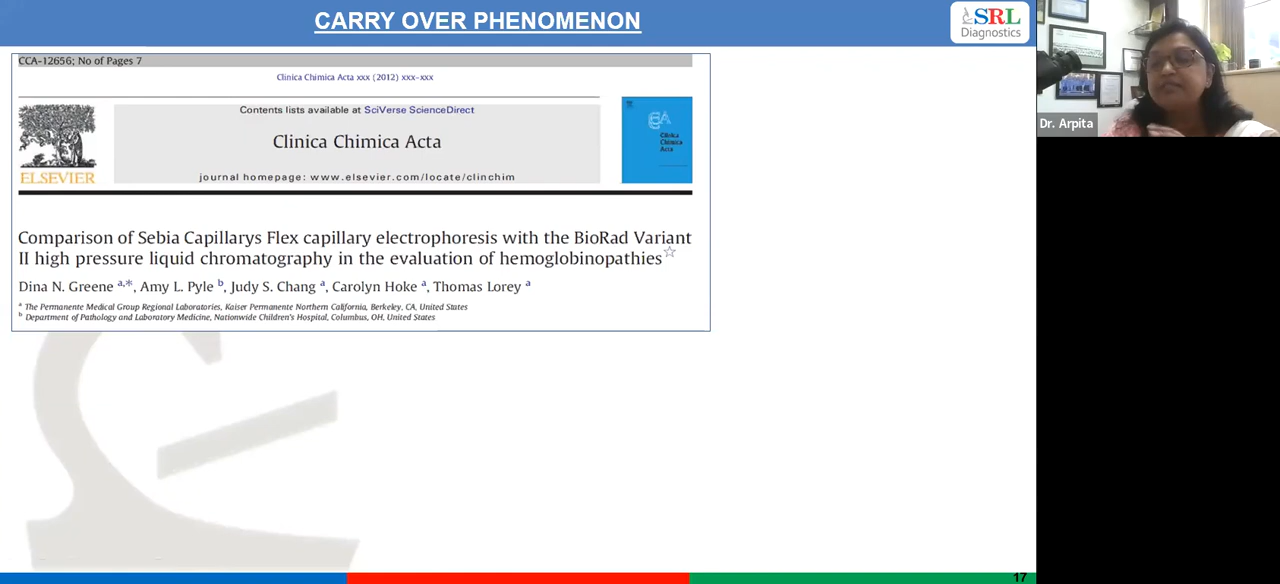 CARRY OVER PHENOMENON
SRL
Diagnostics
Dr. Arpita
CCA-12656; No of Pages 7
Clinica Chimica Acta xxx (2012) xxx–xxx
Contents lists available at SciVerse ScienceDirect
Clinica Chimica Acta
journal homepage: www.elsevier.com/locate/clinchim
ELSEVIER
Clinica
Chimica
Acta
Comparison of Sebia Capillarys Flex capillary electrophoresis with the BioRad Variant
II high pressure liquid chromatography in the evaluation of hemoglobinopathies☆
Dina N. Greene a,*, Amy L. Pyle b, Judy S. Chang a, Carolyn Hoke a, Thomas Lorey a
a The Permanente Medical Group Regional Laboratories, Kaiser Permanente Northern California, Berkeley, CA, United States
b Department of Pathology and Laboratory Medicine, Nationwide Children's Hospital, Columbus, OH, United States
17